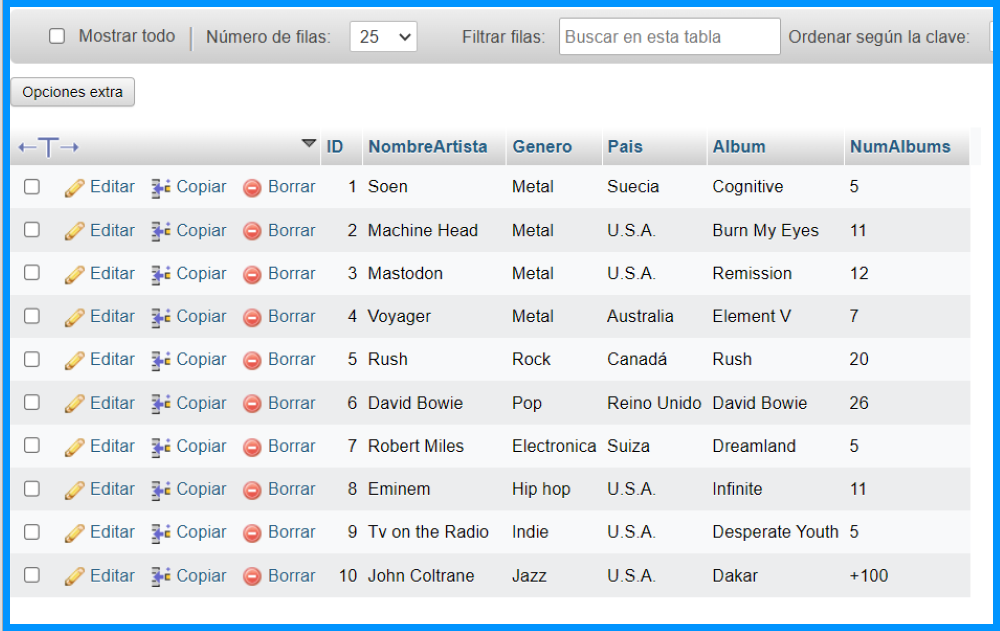 Mostrar todo Número de filas: 25 Filtrar filas: Buscar en esta tabla Ordenar según la clave:
Opciones extra
ID NombreArtista Genero Pais Album NumAlbums
Editar Copiar Borrar 1 Soen Metal Suecia Cognitive 5
Editar Copiar Borrar 2 Machine Head Metal U.S.A. Burn My Eyes 11
Editar Copiar Borrar 3 Mastodon Metal U.S.A. Remission 12
Editar Copiar Borrar 4 Voyager Metal Australia Element V 7
Editar Copiar Borrar 5 Rush Rock Canadá Rush 20
Editar Copiar Borrar 6 David Bowie Pop Reino Unido David Bowie 26
Editar Copiar Borrar 7 Robert Miles Electronica Suiza Dreamland 5
Editar Copiar Borrar 8 Eminem Hip hop U.S.A. Infinite 11
Editar Copiar Borrar 9 Tv on the Radio Indie U.S.A. Desperate Youth 5
Editar Copiar Borrar 10 John Coltrane Jazz U.S.A. Dakar +100